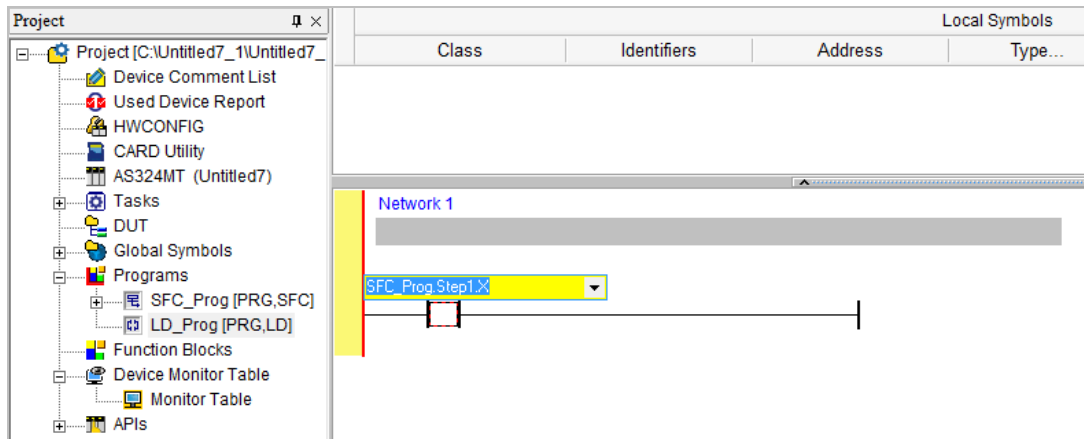 Project
Project [C:\Untitled7_1\Untitled7_
Device Comment List
Used Device Report
HWCONFIG
CARD Utility
AS324MT (Untitled7)
Tasks
DUT
Global Symbols
Programs
SFC_Prog [PRG,SFC]
LD_Prog [PRG,LD]
Function Blocks
Device Monitor Table
Monitor Table
APIs
Local Symbols
Class Identifiers Address Type...
Network 1
SFC_Prog.Step1.X